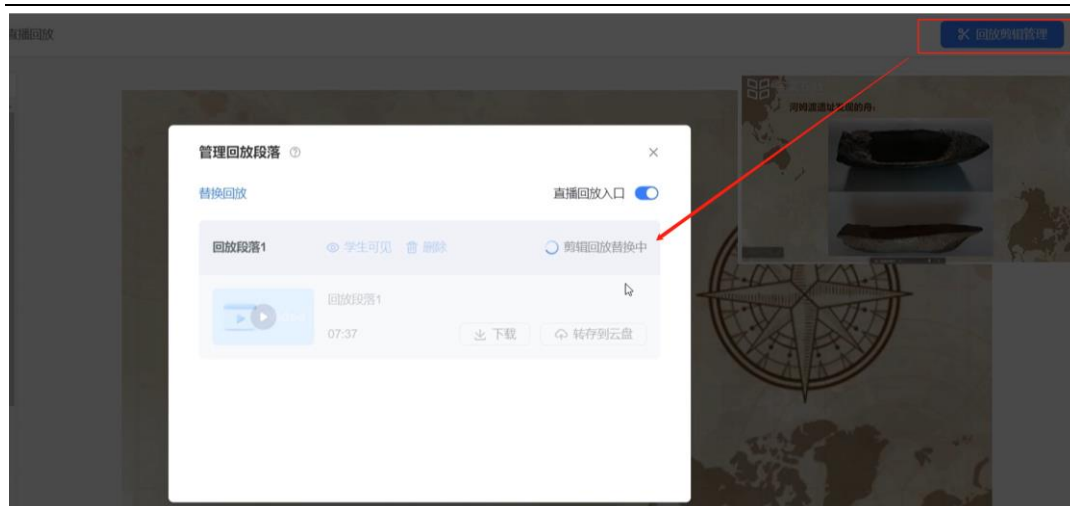 直播回放
回放剪辑管理
河姆渡遗址发现的舟:
管理回放段落
替换回放
直播回放入口
回放段落1
学生可见
删除
剪辑回放替换中
回放段落1
07:37
下载
转存到云盘